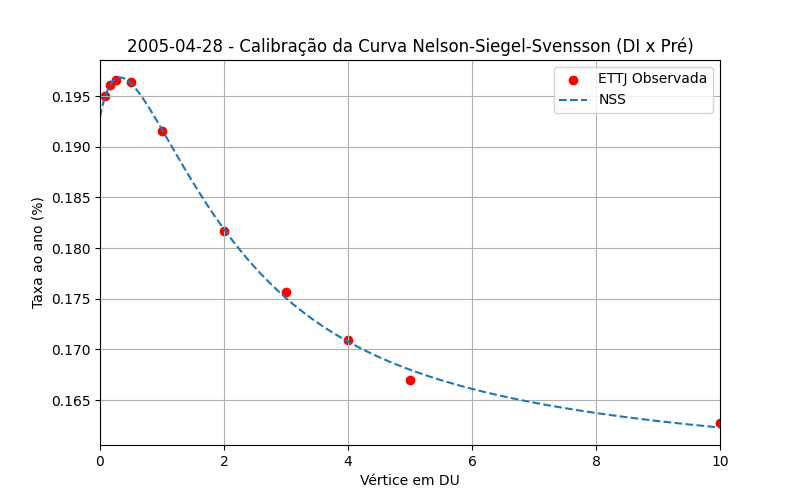 2005-04-28 - Calibração da Curva Nelson-Siegel-Svensson (DI x Pré)
ETTJ Observada
NSS
Taxa ao ano (%)
0.195
0.190
0.185
0.180
0.175
0.170
0.165
0 2 4 6 8 10
Vértice em DU